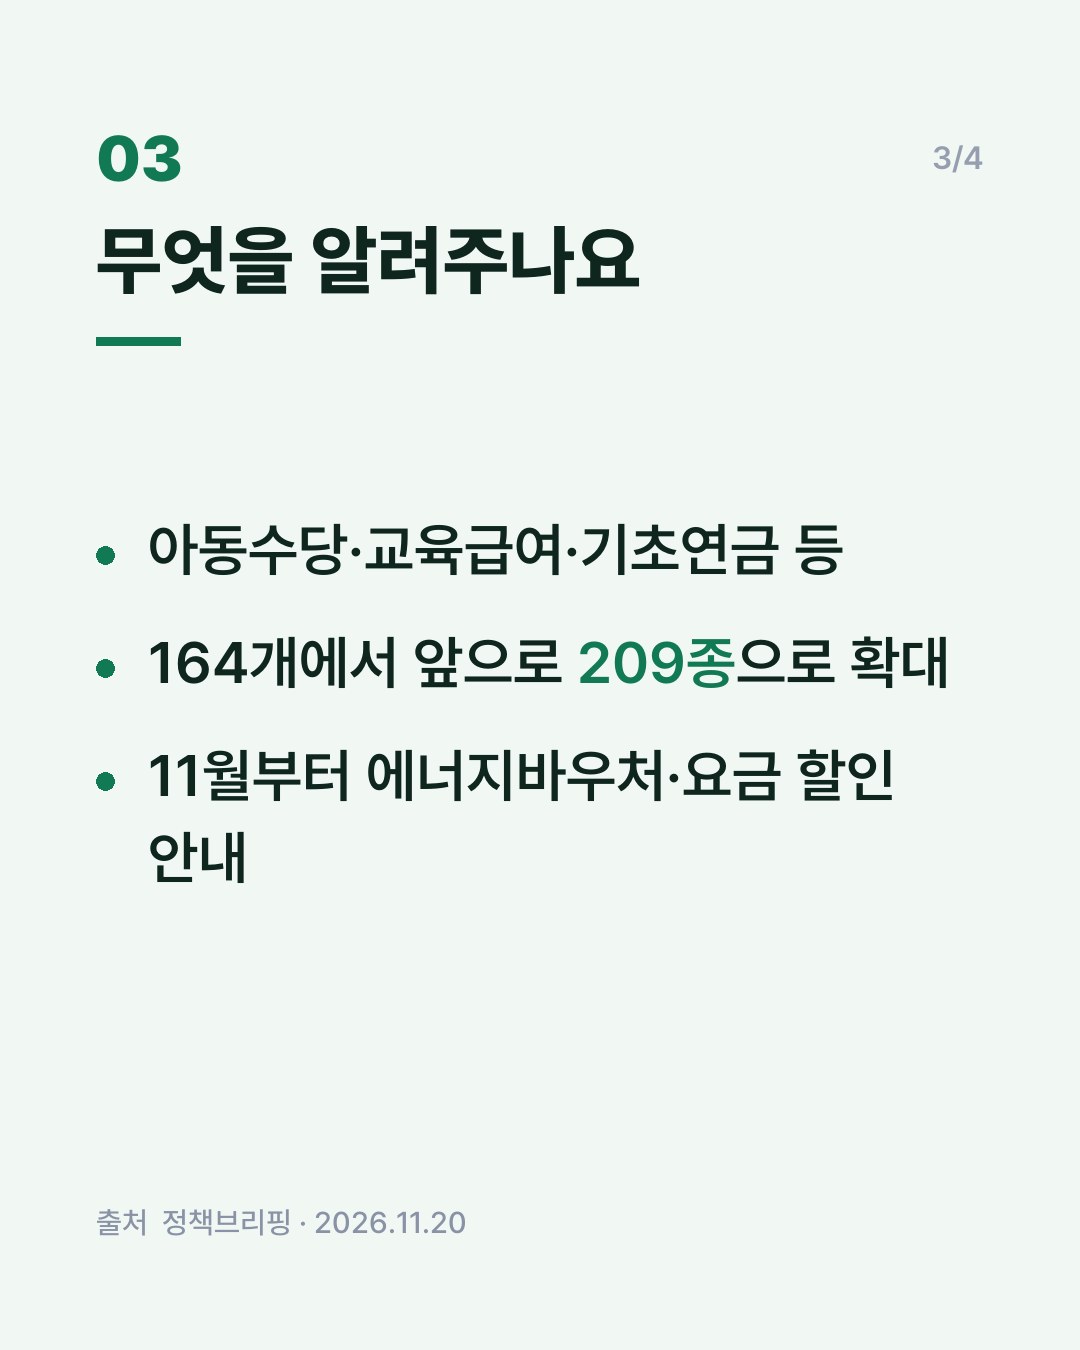 03
3/4
무엇을 알려주나요
아동수당·교육급여·기초연금 등
164개에서 앞으로 209종으로 확대
11월부터 에너지바우처·요금 할인
안내
출처 정책브리핑 · 2026.11.20